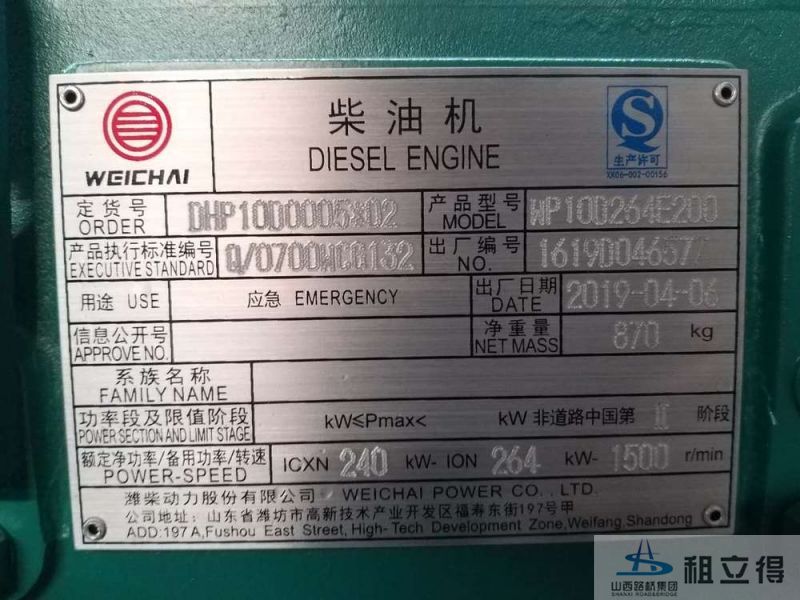 WEICHAI
柴油机
DIESEL ENGINE
生产许可
XK06-002-00156
定货号 DHP10D0005*02 产品型号 WP10D264E200
ORDER MODEL
产品执行标准编号 Q/0700WCG132 出厂编号 1619D046577
EXECUTIVE STANDARD NO.
用途 USE 应急 EMERGENCY 出厂日期 2019-04-06
DATE
信息公开号 净重量 870 kg
APPROVE NO. NET MASS
系族名称
FAMILY NAME
功率段及限值阶段 kW≤Pmax< kW 非道路中国第 II 阶段
POWER SECTION AND LIMIT STAGE
额定净功率/备用功率/转速 ICXN 240 kW- ION 264 kW- 1500 r/min
POWER-SPEED
潍柴动力股份有限公司 WEICHAI POWER CO., LTD.
公司地址: 山东省潍坊市高新技术产业开发区福寿东街197号甲
ADD:197 A,Fushou East Street, High-Tech Development Zone,Weifang,Shandong
山西路桥集团 租立得
SHANXI ROAD&BRIDGE